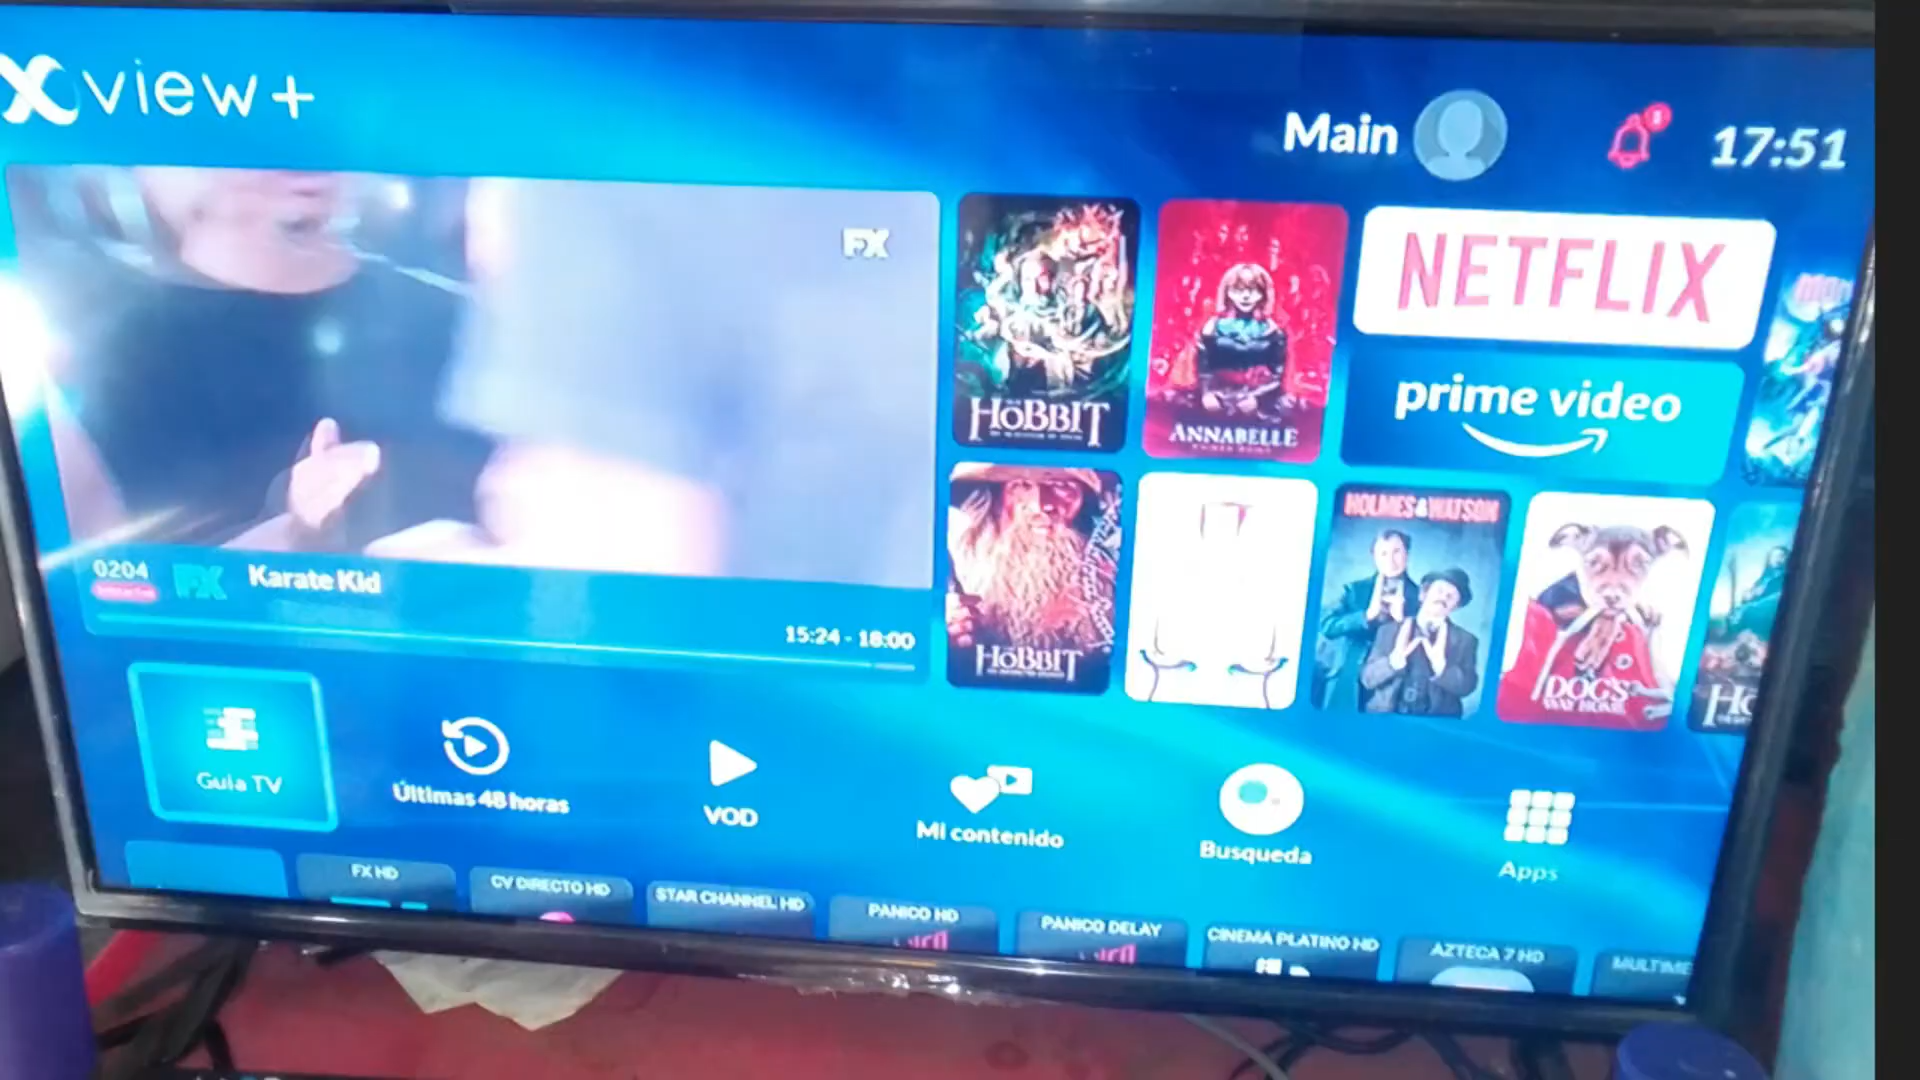 Xview+
Main
17:51
FX
HOBBIT
ANNABELLE
NETFLIX
prime video
0204
FX
Karate Kid
15:24 - 18:00
HOBBIT
HOLMES & WATSON
DOG'S
WAY HOME
Guia TV
Últimas 48 horas
VOD
Mi contenido
Busqueda
Apps
FX HD
CV DIRECTO HD
STAR CHANNEL HD
PANICO HD
PANICO DELAY
CINEMA PLATINO HD
AZTECA 7 HD
MULTIME